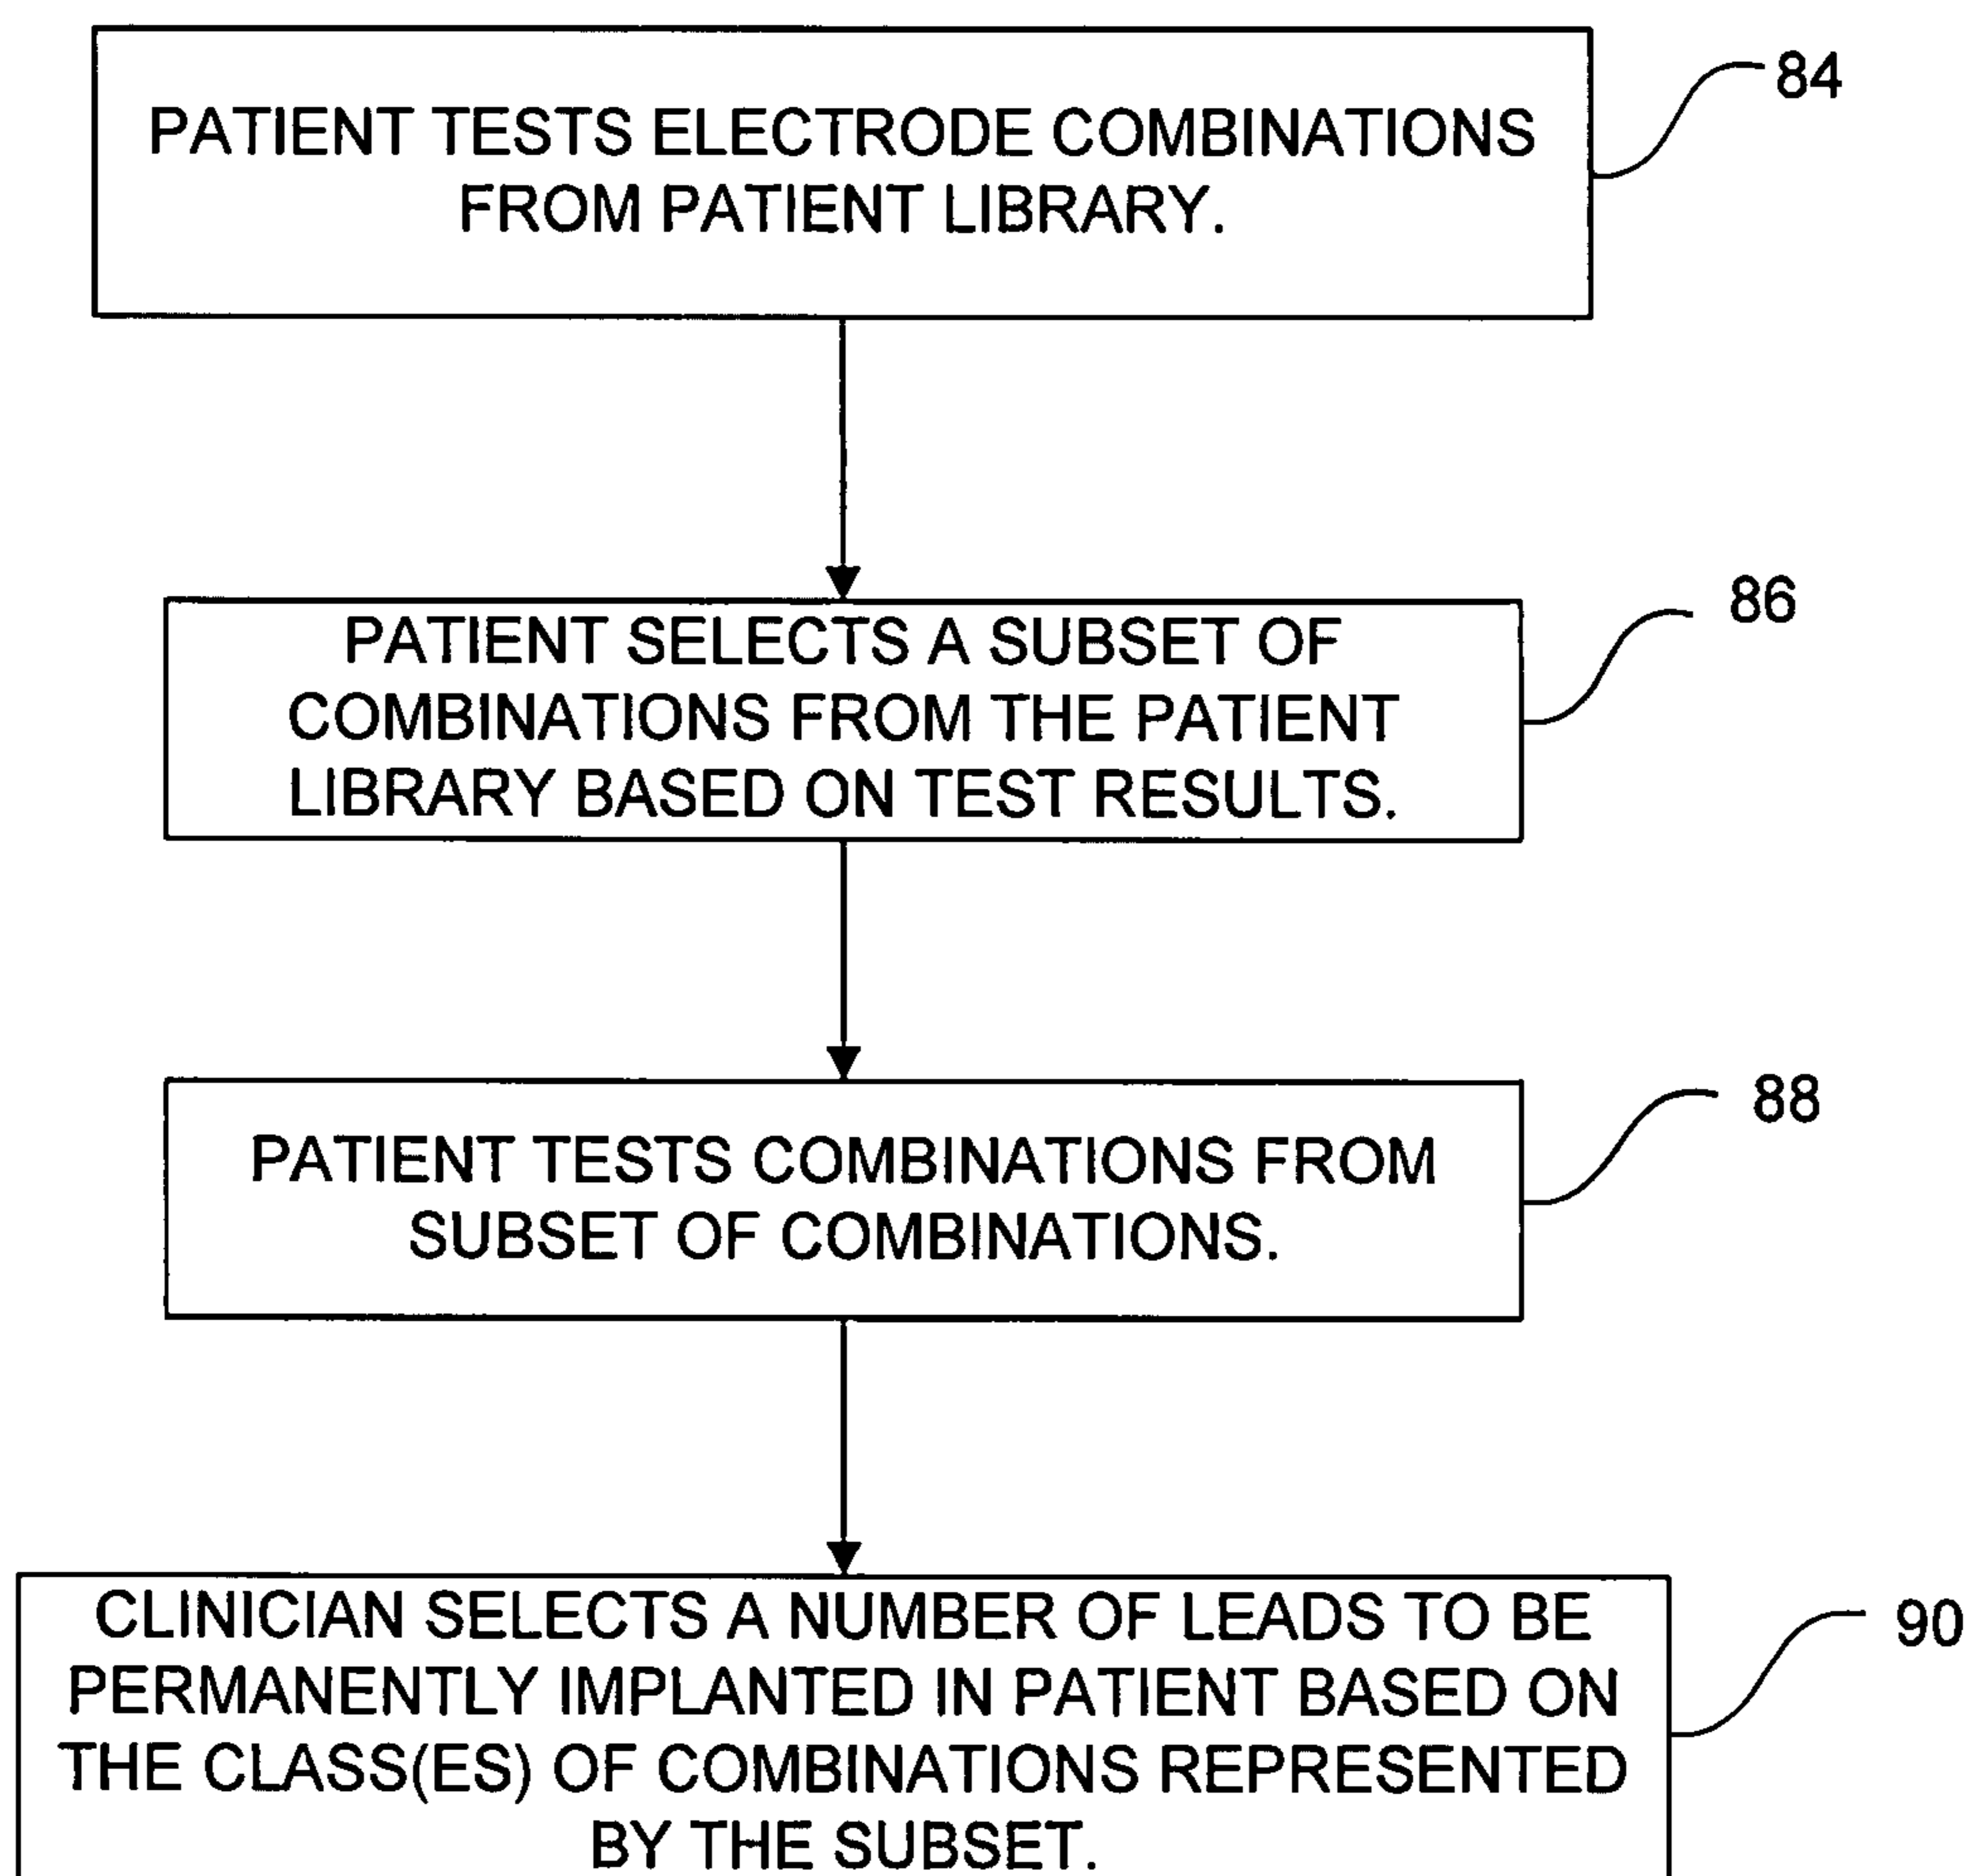 84
PATIENT TESTS ELECTRODE COMBINATIONS
FROM PATIENT LIBRARY.
86
PATIENT SELECTS A SUBSET OF
COMBINATIONS FROM THE PATIENT
LIBRARY BASED ON TEST RESULTS.
88
PATIENT TESTS COMBINATIONS FROM
SUBSET OF COMBINATIONS.
90
CLINICIAN SELECTS A NUMBER OF LEADS TO BE
PERMANENTLY IMPLANTED IN PATIENT BASED ON
THE CLASS(ES) OF COMBINATIONS REPRESENTED
BY THE SUBSET.